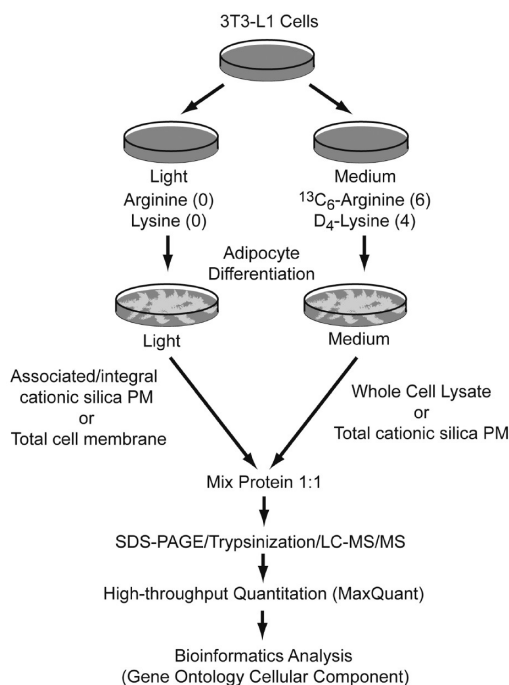 3T3-L1 Cells
Light
Arginine (0)
Lysine (0)
Medium
¹³C₆-Arginine (6)
D₄-Lysine (4)
Adipocyte
Differentiation
Light
Medium
Associated/integral
cationic silica PM
or
Total cell membrane
Whole Cell Lysate
or
Total cationic silica PM
Mix Protein 1:1
SDS-PAGE/Trypsinization/LC-MS/MS
High-throughput Quantitation (MaxQuant)
Bioinformatics Analysis
(Gene Ontology Cellular Component)